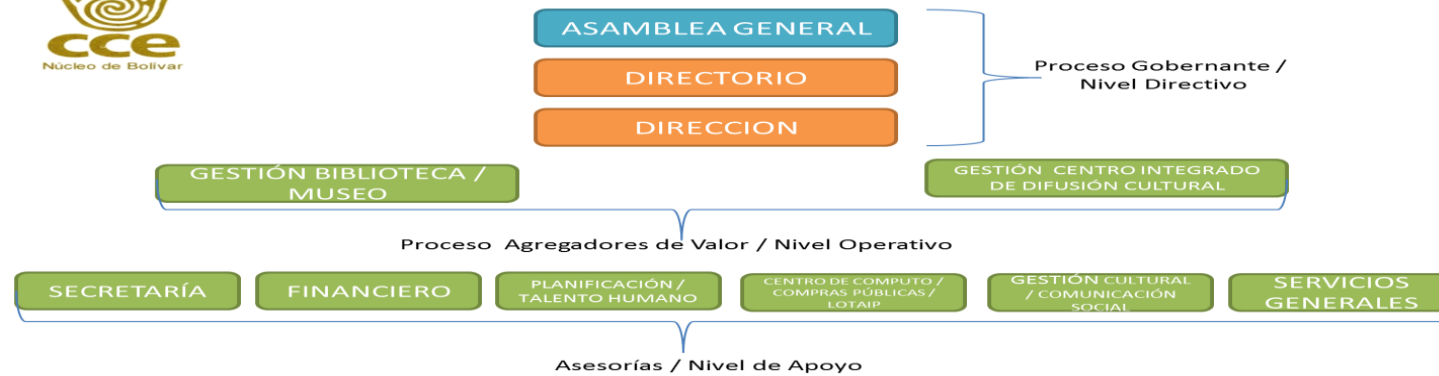 cce
Núcleo de Bolívar
ASAMBLEA GENERAL
DIRECTORIO
DIRECCION
Proceso Gobernante /
Nivel Directivo
GESTIÓN BIBLIOTECA /
MUSEO
GESTIÓN CENTRO INTEGRADO
DE DIFUSIÓN CULTURAL
Proceso Agregadores de Valor / Nivel Operativo
SECRETARÍA
FINANCIERO
PLANIFICACIÓN /
TALENTO HUMANO
CENTRO DE COMPUTO /
COMPRAS PÚBLICAS /
LOTAIP
GESTIÓN CULTURAL
/ COMUNICACIÓN
SOCIAL
SERVICIOS
GENERALES
Asesorías / Nivel de Apoyo